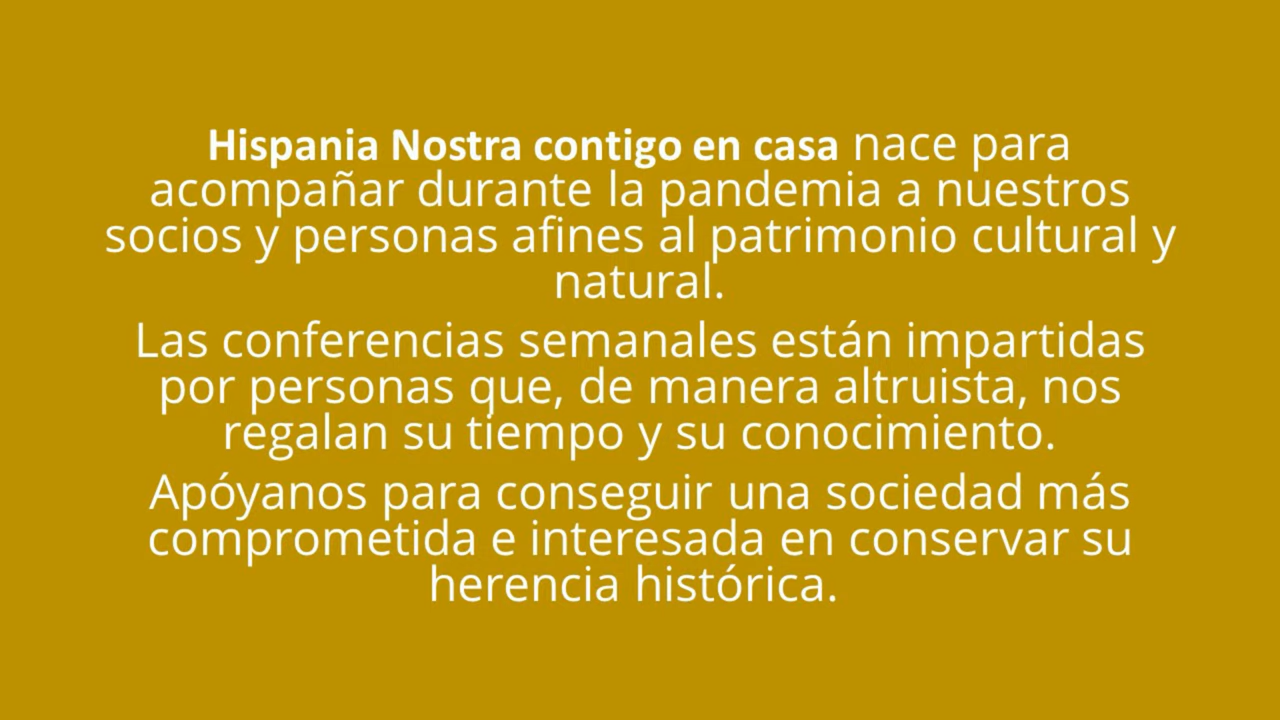 Hispania Nostra contigo en casa nace para
acompañar durante la pandemia a nuestros
socios y personas afines al patrimonio cultural y
natural.
Las conferencias semanales están impartidas
por personas que, de manera altruista, nos
regalan su tiempo y su conocimiento.
Apóyanos para conseguir una sociedad más
comprometida e interesada en conservar su
herencia histórica.